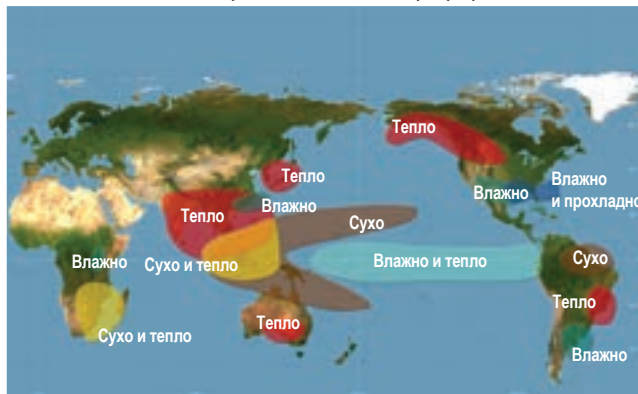 Тепло
Тепло
Тепло
Влажно
Влажно
Влажно
и прохладно
Сухо
Влажно
Сухо и тепло
Влажно и тепло
Сухо
Тепло
Тепло
Сухо и тепло
Влажно